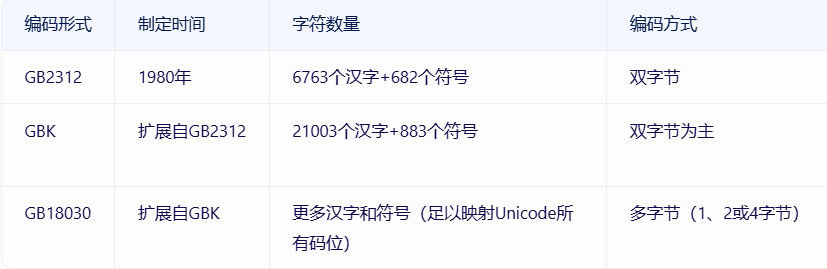 编码形式 制定时间 字符数量 编码方式
GB2312 1980年 6763个汉字+682个符号 双字节
GBK 扩展自GB2312 21003个汉字+883个符号 双字节为主
GB18030 扩展自GBK 更多汉字和符号（足以映射Unicode所 多字节（1、2或4字节）
有码位）